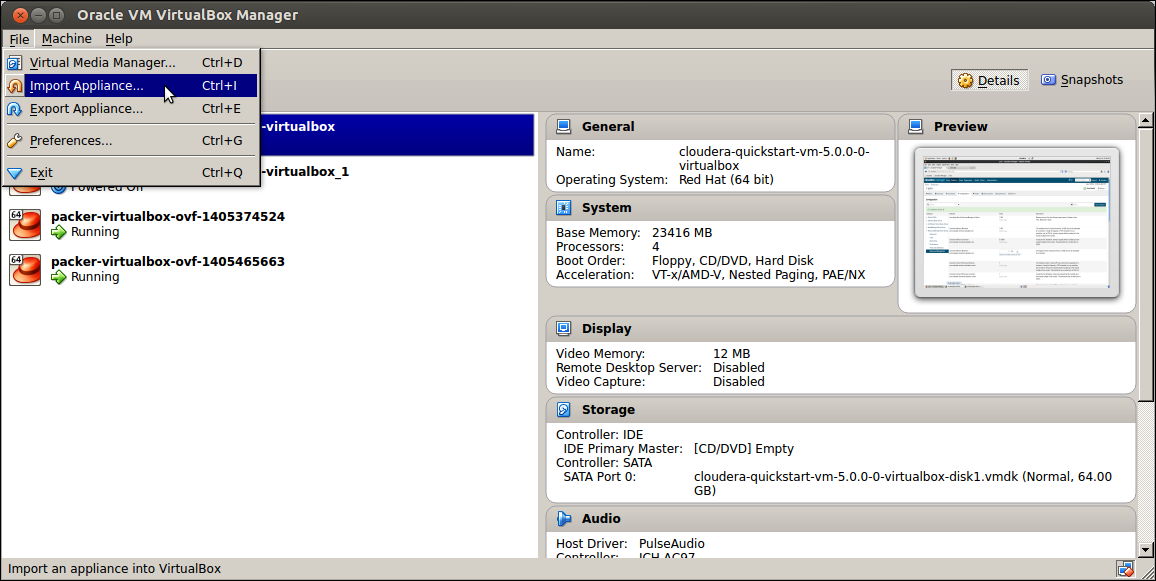 Oracle VM VirtualBox Manager
File Machine Help
Virtual Media Manager... Ctrl+D
Import Appliance... Ctrl+I
Export Appliance... Ctrl+E
Preferences... Ctrl+G
Exit Ctrl+Q
Details Snapshots
-virtualbox
-virtualbox_1
Powered Off
64 packer-virtualbox-ovf-1405374524
Running
64 packer-virtualbox-ovf-1405465663
Running
General
Name: cloudera-quickstart-vm-5.0.0-0-
virtualbox
Operating System: Red Hat (64 bit)
System
Base Memory: 23416 MB
Processors: 4
Boot Order: Floppy, CD/DVD, Hard Disk
Acceleration: VT-x/AMD-V, Nested Paging, PAE/NX
Preview
Display
Video Memory: 12 MB
Remote Desktop Server: Disabled
Video Capture: Disabled
Storage
Controller: IDE
IDE Primary Master: [CD/DVD] Empty
Controller: SATA
SATA Port 0: cloudera-quickstart-vm-5.0.0-0-virtualbox-disk1.vmdk (Normal, 64.00
GB)
Audio
Host Driver: PulseAudio
Controller: ICH AC97
Import an appliance into VirtualBox